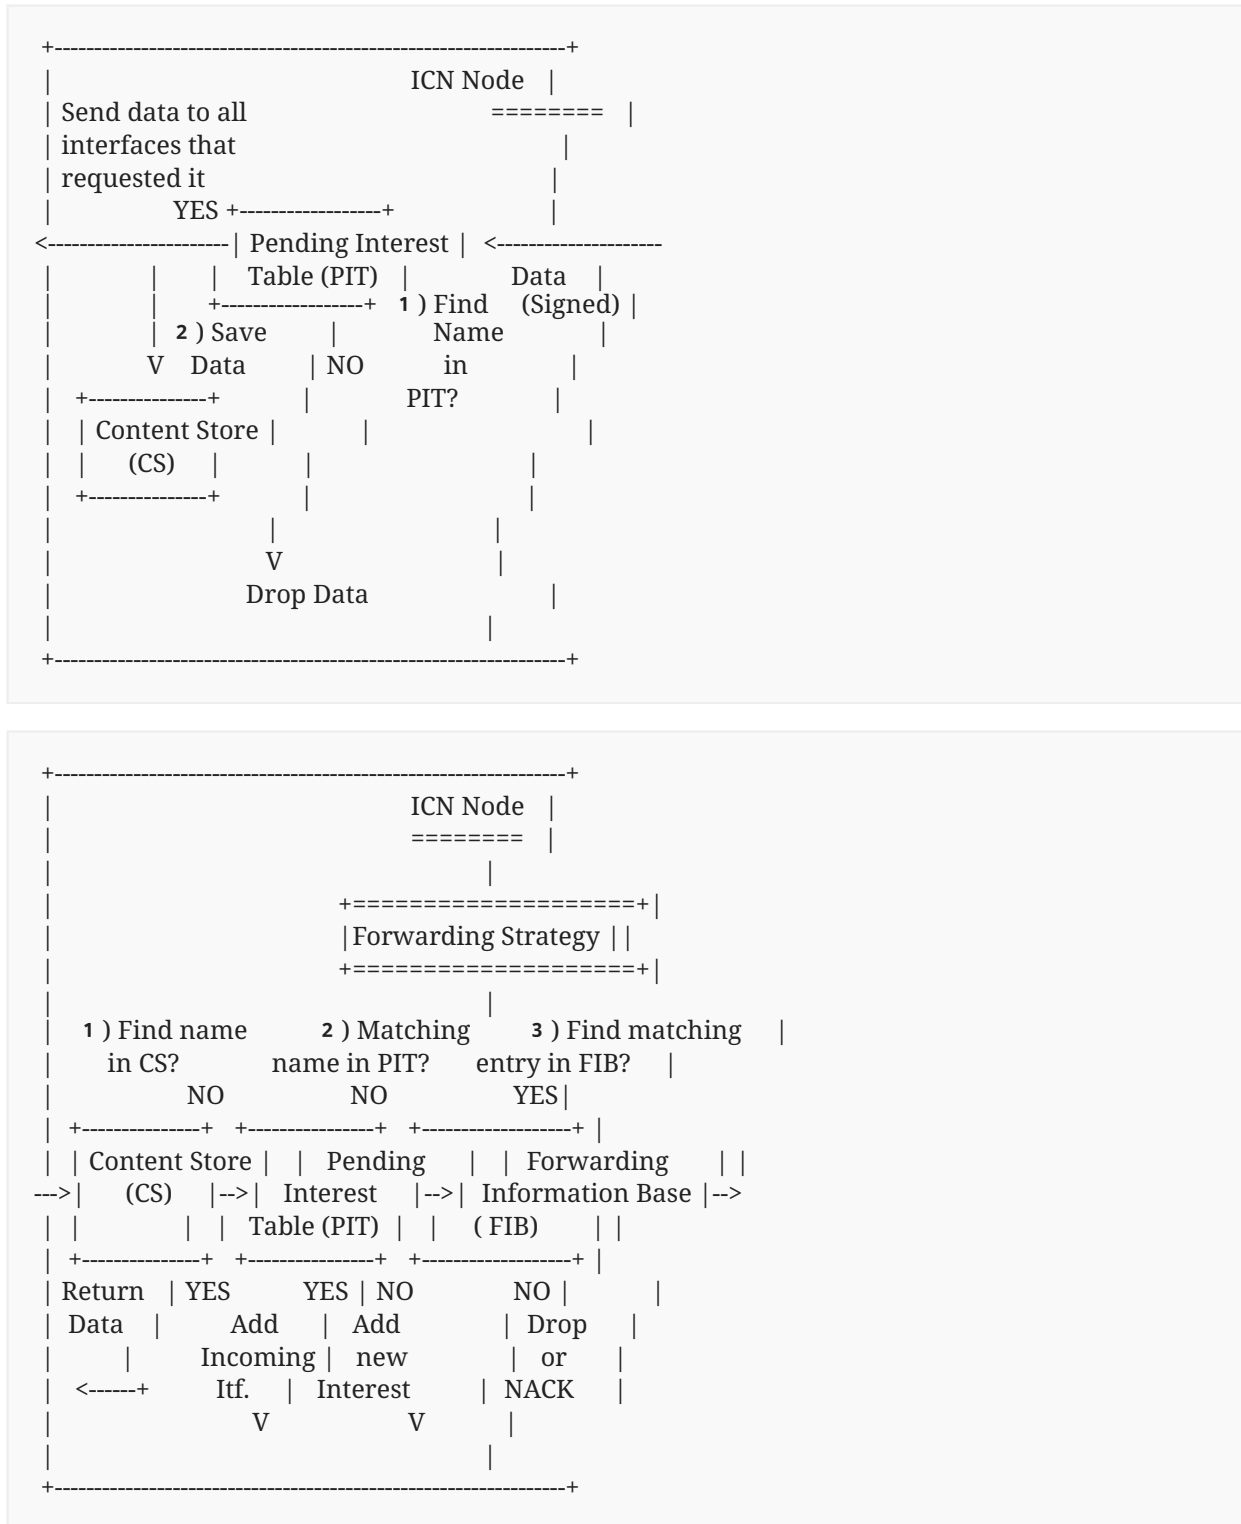 +-----------------------------------------------------------------+
| ICN Node |
| Send data to all ======== |
| interfaces that |
| requested it |
| YES +------------------+ |
<-----------------------| Pending Interest | <---------------------
| | | Table (PIT) | Data |
| | +------------------+ 1 ) Find (Signed) |
| | 2 ) Save | Name |
| V Data | NO in |
| +---------------+ | PIT? |
| | Content Store | | |
| | (CS) | | |
| +---------------+ | |
| | |
| V |
| Drop Data |
| |
+-----------------------------------------------------------------+
+-----------------------------------------------------------------+
| ICN Node |
| ======== |
| |
| +====================+|
| |Forwarding Strategy ||
| +====================+|
| |
| 1 ) Find name 2 ) Matching 3 ) Find matching |
| in CS? name in PIT? entry in FIB? |
| NO NO YES|
| +---------------+ +----------------+ +-------------------+ |
| | Content Store | | Pending | | Forwarding | |
--->| (CS) |-->| Interest |-->| Information Base |-->
| | | | Table (PIT) | | ( FIB) | |
| +---------------+ +----------------+ +-------------------+ |
| Return | YES YES | NO NO | |
| Data | Add | Add | Drop |
| | Incoming | new | or |
| <------+ Itf. | Interest | NACK |
| V V |
| |
+-----------------------------------------------------------------+